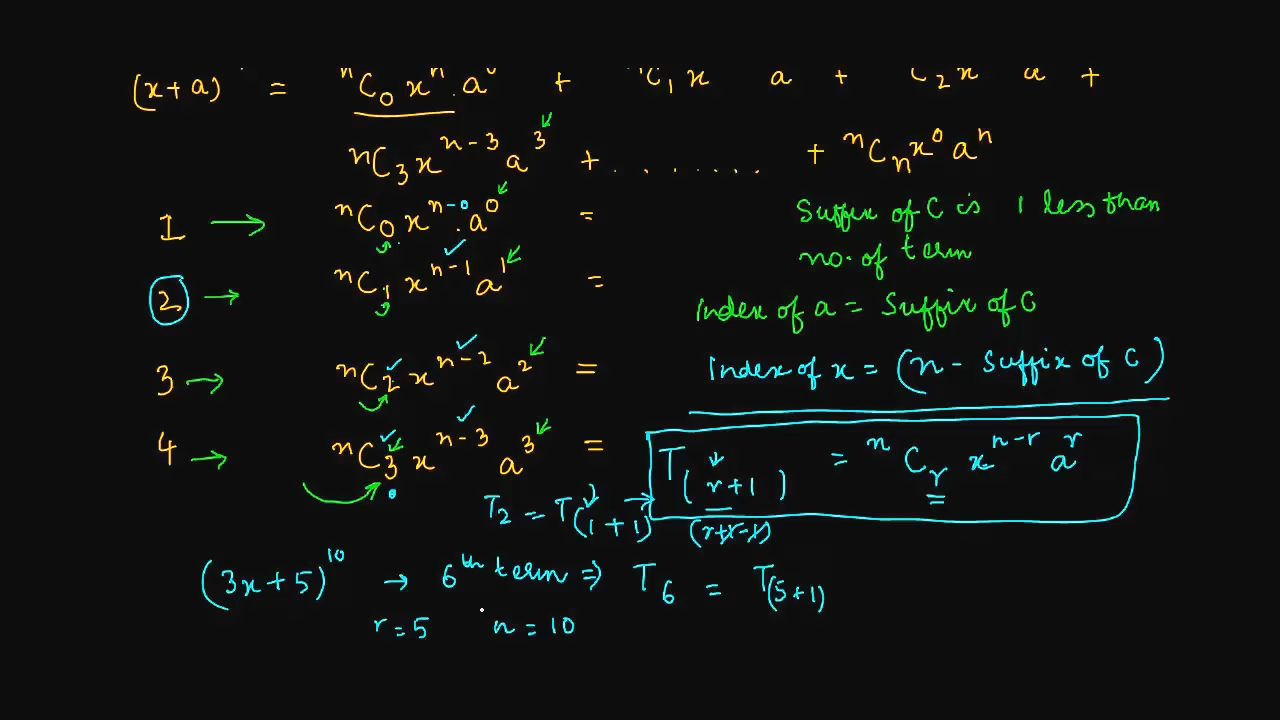 (x+a) = ⁿC₀ xⁿ . a⁰ + C₁ x a + C₂ x a +
ⁿC₃ xⁿ⁻³ a³ + . . . . . . . + ⁿCₙ x⁰ aⁿ
1 → ⁿC₀ xⁿ⁻⁰ . a⁰ =
Suffix of C is 1 less than
no. of term
2 → ⁿC₁ xⁿ⁻¹ a¹ =
Index of a = Suffix of C
3 → ⁿC₂ xⁿ⁻² a² =
Index of x = (n - Suffix of C)
4 → ⁿC₃ xⁿ⁻³ a³ =
T(r+1) = ⁿCᵣ xⁿ⁻ʳ aʳ
T₂ = T(1+1) →
(r+1-1)
(3x+5)¹⁰ → 6th term ⇒ T₆ = T(5+1)
r = 5 n = 10